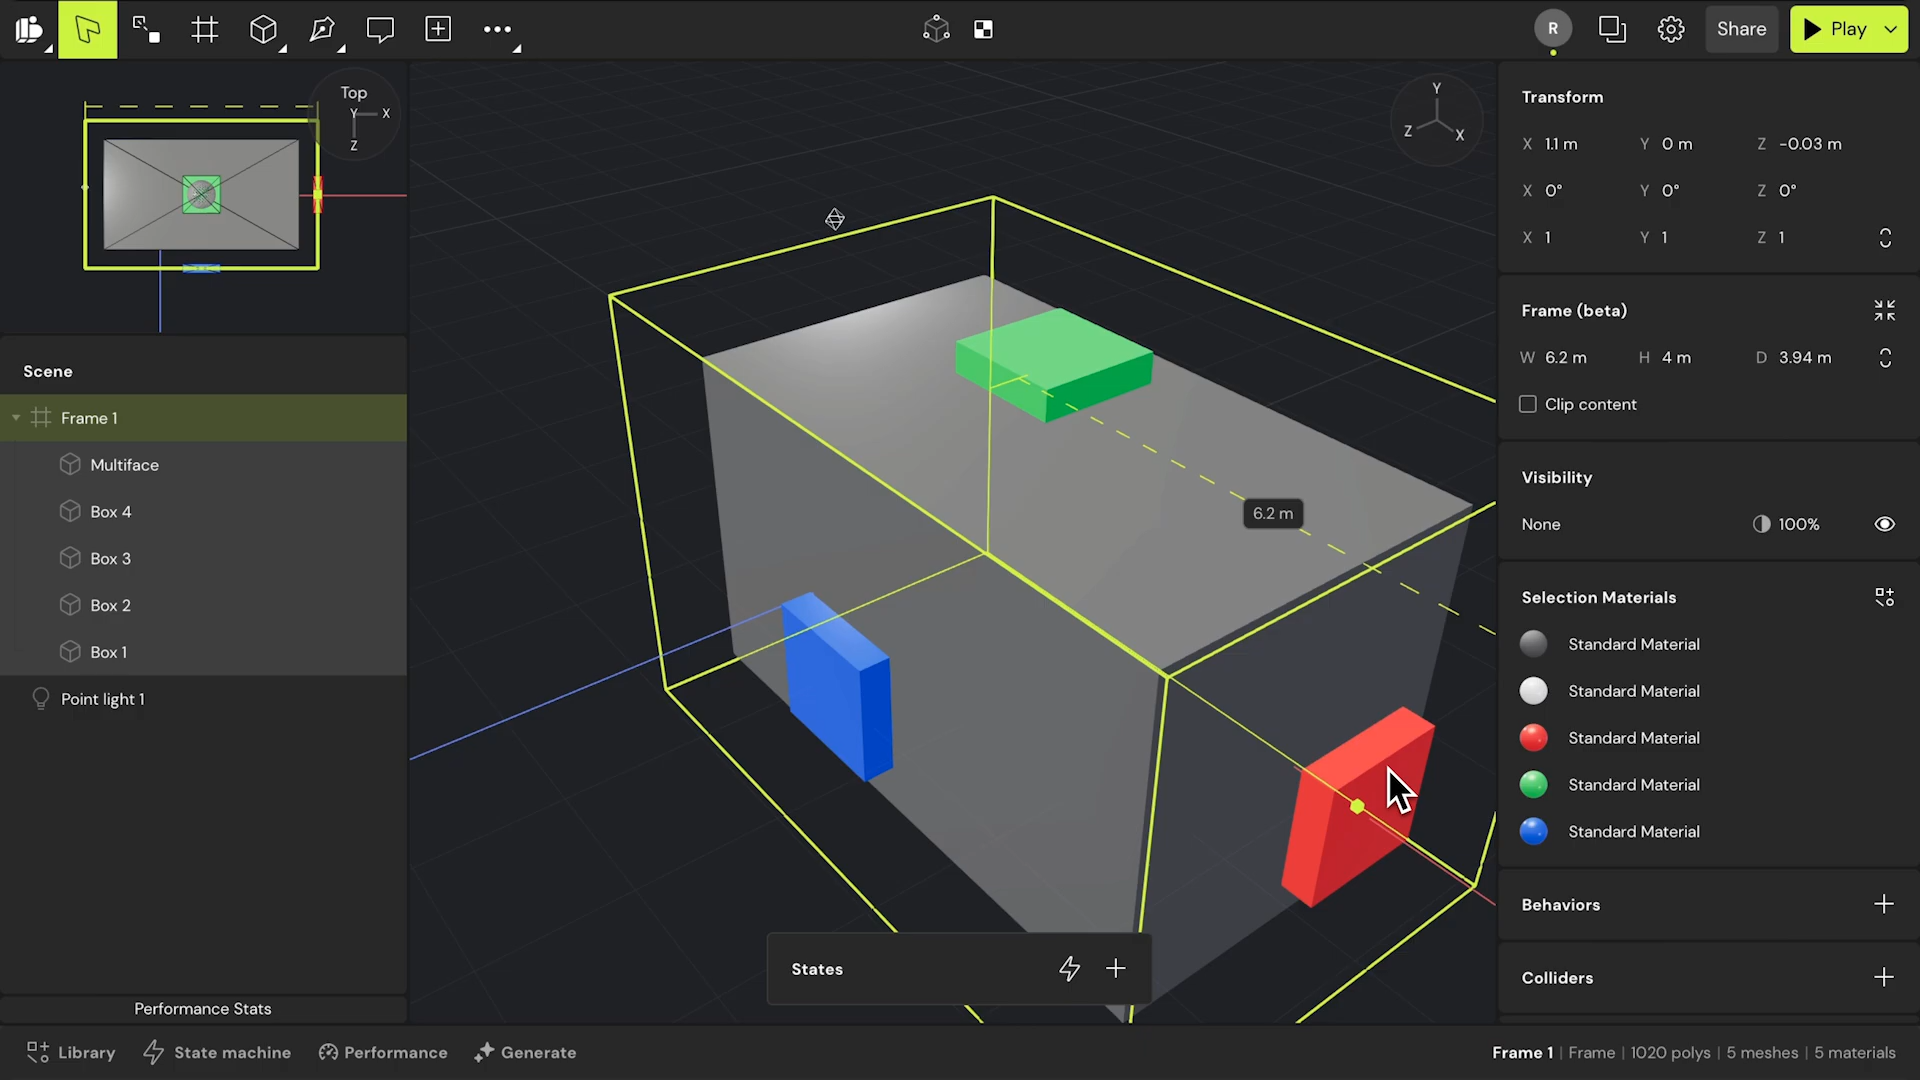 R
Share
Play
Top
Y
X
Z
Y
Z
X
Transform
X 1.1 m Y 0 m Z -0.03 m
X 0° Y 0° Z 0°
X 1 Y 1 Z 1
Frame (beta)
W 6.2 m H 4 m D 3.94 m
Clip content
Visibility
None 100%
Selection Materials
Standard Material
Standard Material
Standard Material
Standard Material
Standard Material
Behaviors
Colliders
Scene
Frame 1
Multiface
Box 4
Box 3
Box 2
Box 1
Point light 1
6.2 m
States
Performance Stats
Library
State machine
Performance
Generate
Frame 1 | Frame | 1020 polys | 5 meshes | 5 materials